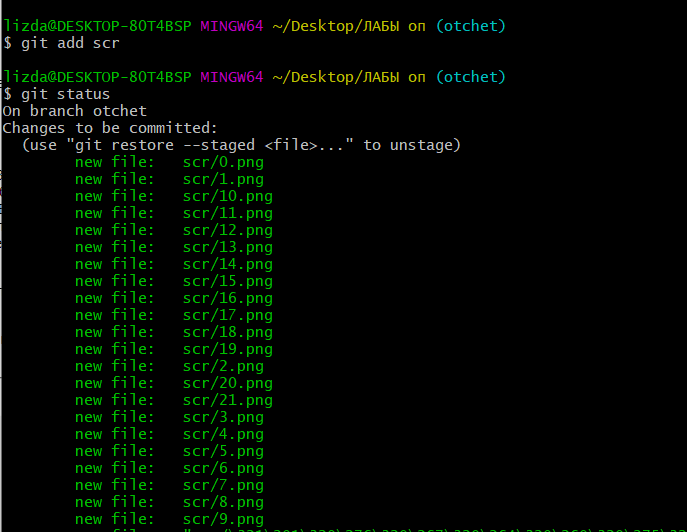 lizda@DESKTOP-8OT4BSP MINGW64 ~/Desktop/ЛАБЫ оп (otchet)
$ git add scr
lizda@DESKTOP-8OT4BSP MINGW64 ~/Desktop/ЛАБЫ оп (otchet)
$ git status
On branch otchet
Changes to be committed:
(use "git restore --staged <file>..." to unstage)
new file: scr/0.png
new file: scr/1.png
new file: scr/10.png
new file: scr/11.png
new file: scr/12.png
new file: scr/13.png
new file: scr/14.png
new file: scr/15.png
new file: scr/16.png
new file: scr/17.png
new file: scr/18.png
new file: scr/19.png
new file: scr/2.png
new file: scr/20.png
new file: scr/21.png
new file: scr/3.png
new file: scr/4.png
new file: scr/5.png
new file: scr/6.png
new file: scr/7.png
new file: scr/8.png
new file: scr/9.png